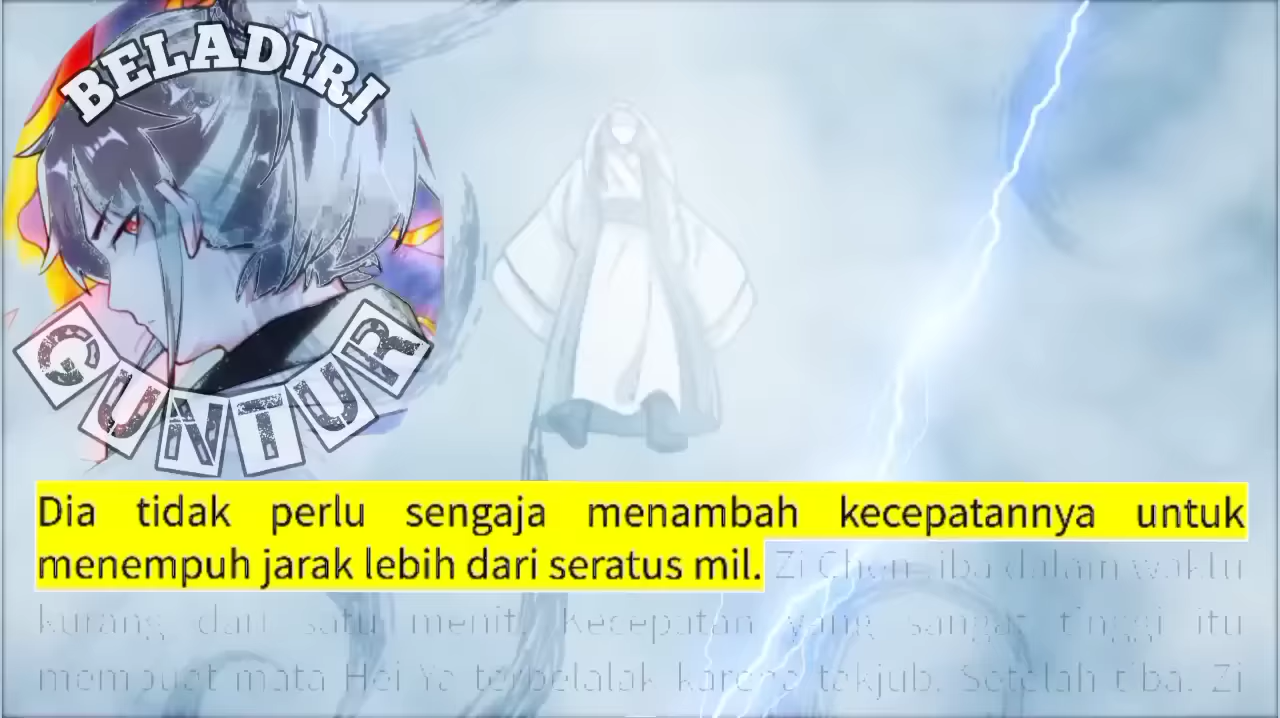 BELADIRI
GUNTUR
Dia tidak perlu sengaja menambah kecepatannya untuk
menempuh jarak lebih dari seratus mil. Zi Chen tiba dalam waktu
kurang dari satu menit. Kecepatan yang sangat tinggi itu
membuat mata Hei Ya terbelalak karena takjub. Setelah tiba. Zi